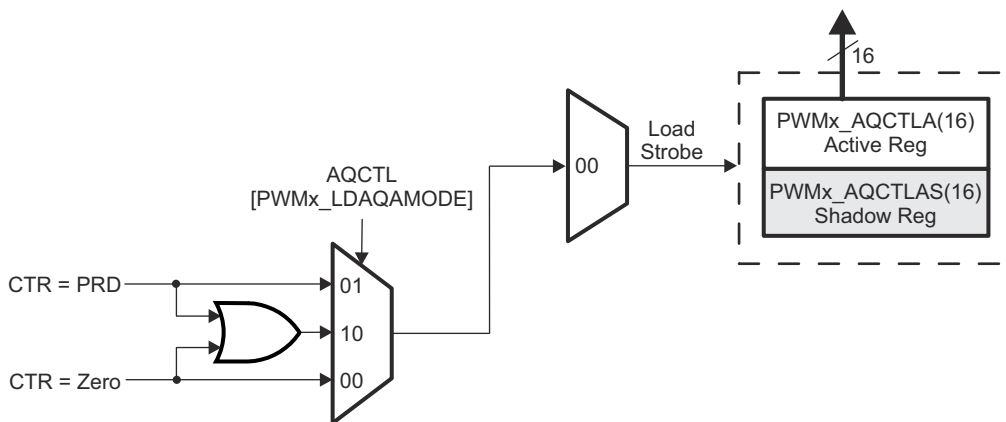 16
PWMx_AQCTLA(16)
Active Reg
PWMx_AQCTLAS(16)
Shadow Reg
Load
Strobe
00
AQCTL
[PWMx_LDAQAMODE]
CTR = PRD
01
10
CTR = Zero
00